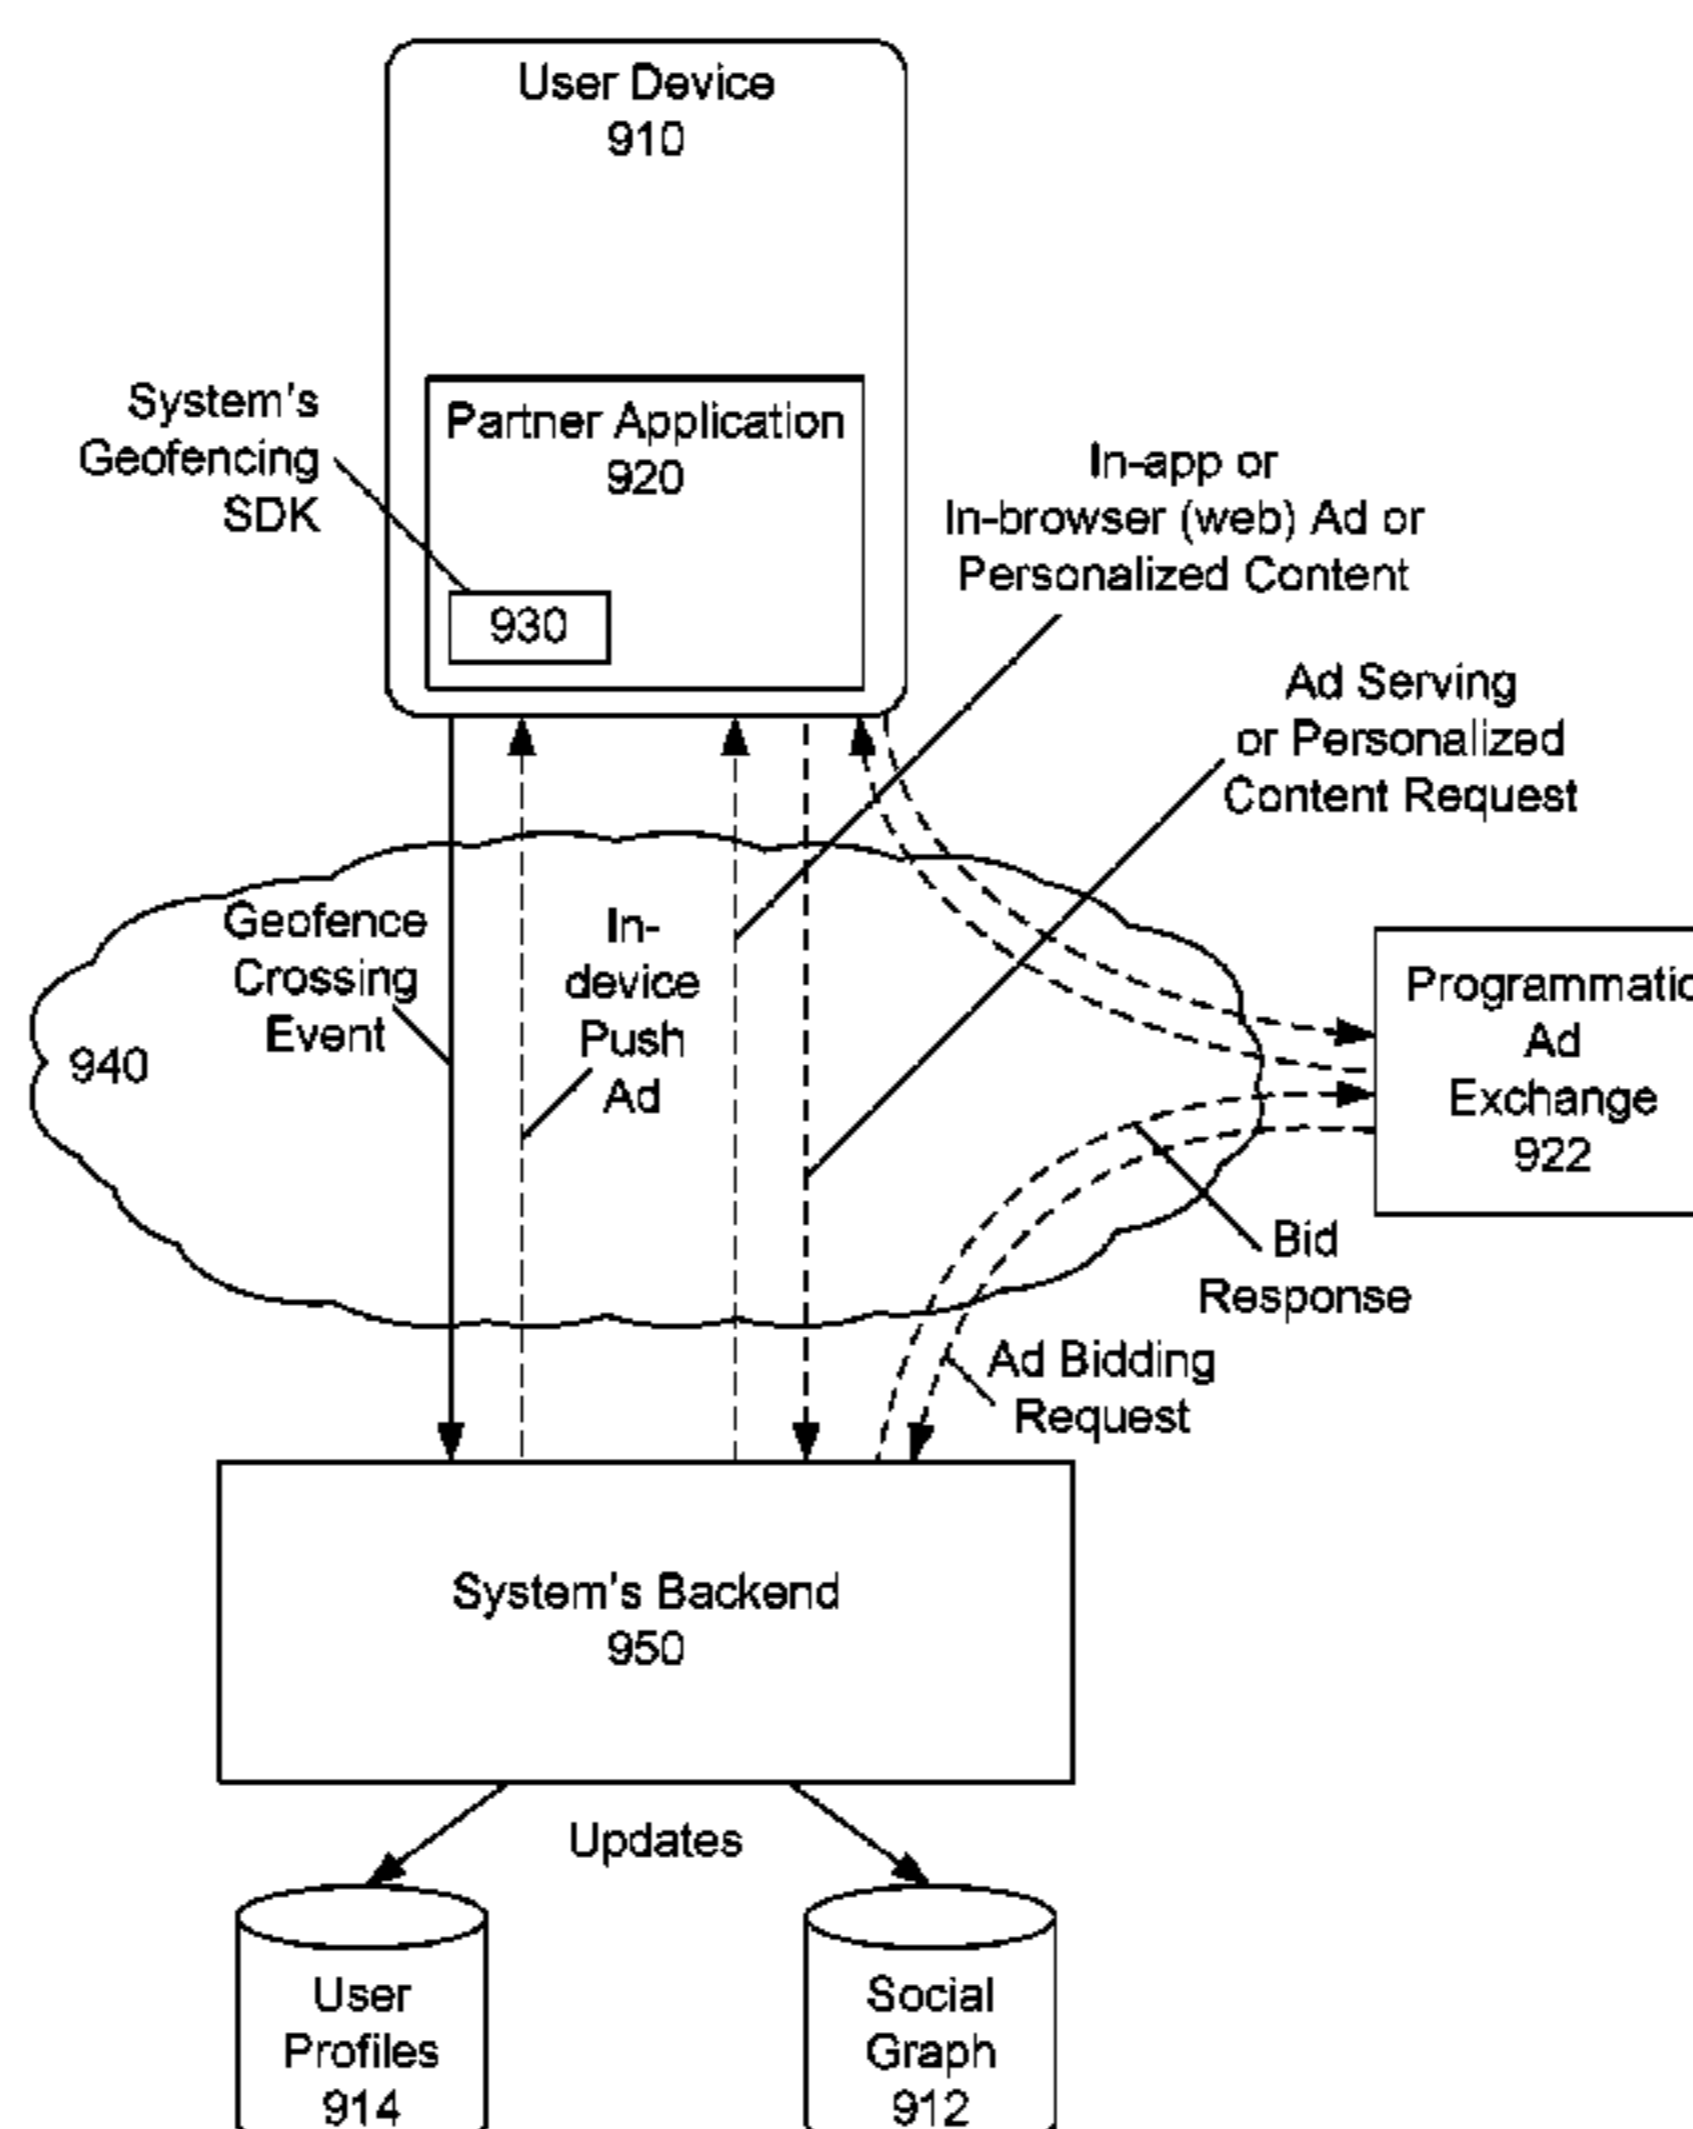 User Device
910
System's
Geofencing
SDK
Partner Application
920
930
In-app or
In-browser (web) Ad or
Personalized Content
Ad Serving
or Personalized
Content Request
Geofence
Crossing
Event
940
In-
device
Push
Ad
Programmatic
Ad
Exchange
922
Bid
Response
Ad Bidding
Request
System's Backend
950
Updates
User
Profiles
914
Social
Graph
912